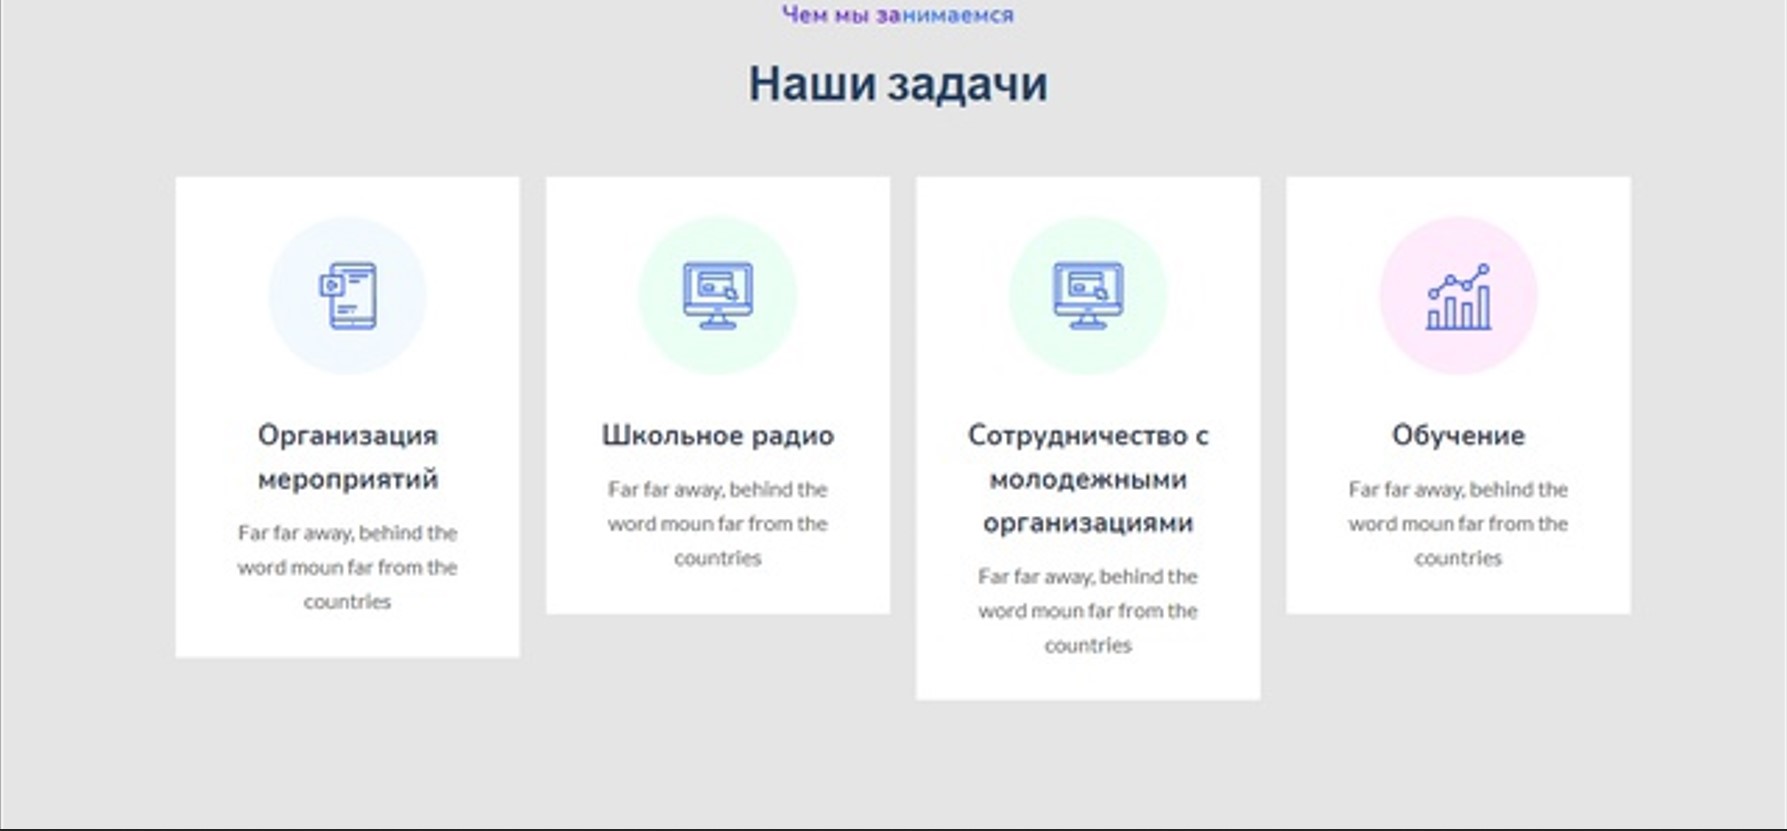 Чем мы занимаемся
Наши задачи
Организация
мероприятий
Far far away, behind the
word moun far from the
countries
Школьное радио
Far far away, behind the
word moun far from the
countries
Сотрудничество с
молодежными
организациями
Far far away, behind the
word moun far from the
countries
Обучение
Far far away, behind the
word moun far from the
countries